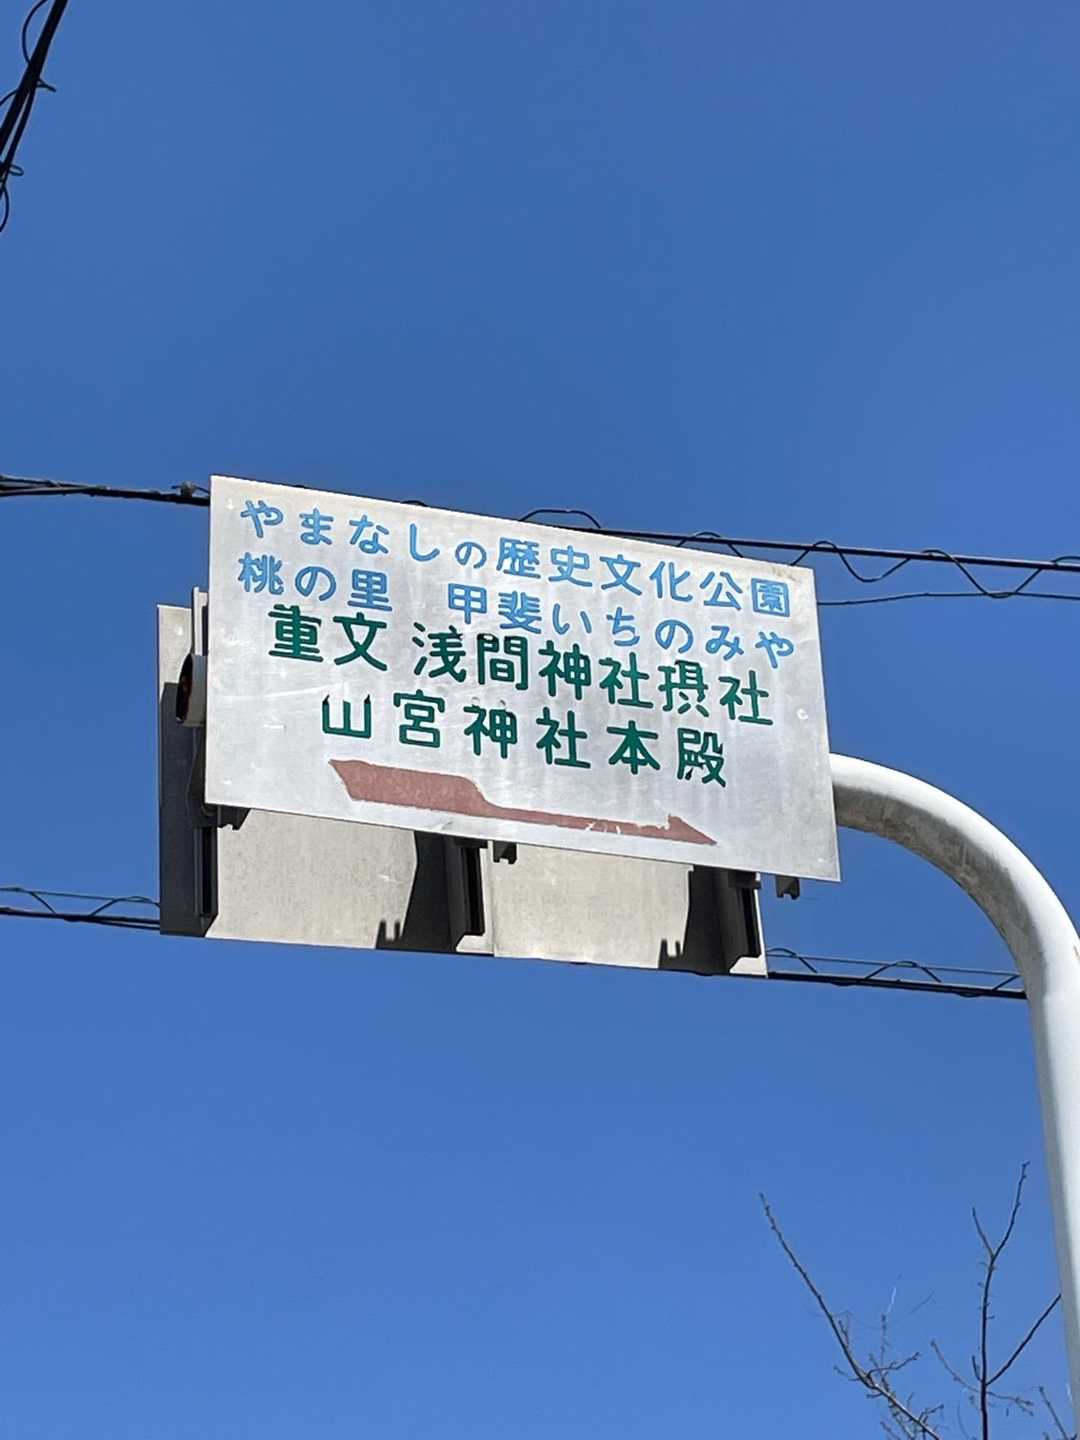 やまなしの歴史文化公園
桃の里 甲斐いちのみや
重文 浅間神社摂社
山宮神社本殿